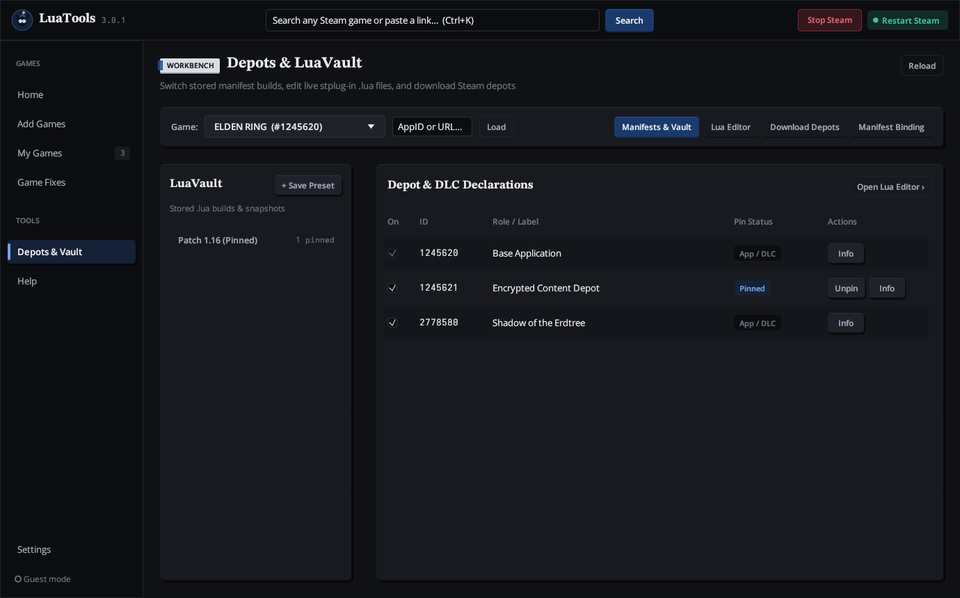 LuaTools 3.0.1
Search any Steam game or paste a link... (Ctrl+K)
Search
Stop Steam
Restart Steam
GAMES
Home
Add Games
My Games 3
Game Fixes
TOOLS
Depots & Vault
Help
Settings
Guest mode
WORKBENCH
Depots & LuaVault
Reload
Switch stored manifest builds, edit live stplug-in .lua files, and download Steam depots
Game: ELDEN RING (#1245620) AppID or URL... Load
Manifests & Vault Lua Editor Download Depots Manifest Binding
LuaVault
+ Save Preset
Stored .lua builds & snapshots
Patch 1.16 (Pinned) 1 pinned
Depot & DLC Declarations
Open Lua Editor ›
On ID Role / Label Pin Status Actions
1245620 Base Application App / DLC Info
1245621 Encrypted Content Depot Pinned Unpin Info
2778580 Shadow of the Erdtree App / DLC Info